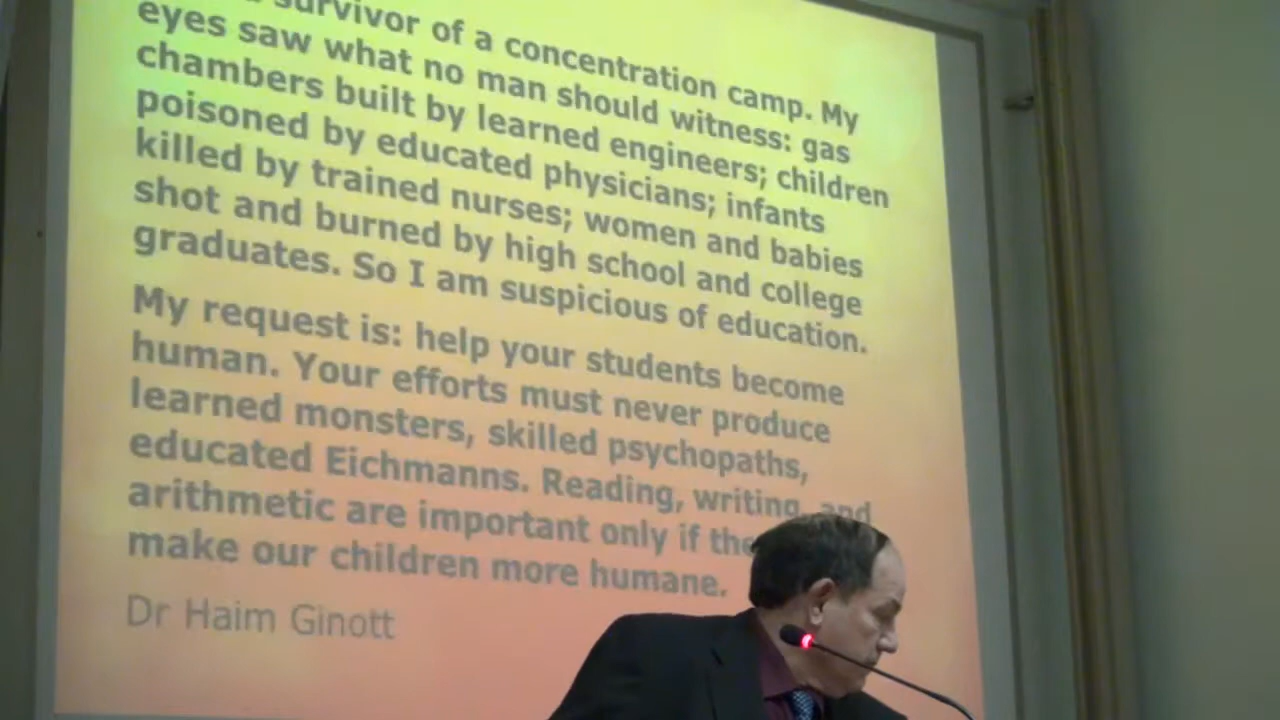 survivor of a concentration camp. My
eyes saw what no man should witness: gas
chambers built by learned engineers; children
poisoned by educated physicians; infants
killed by trained nurses; women and babies
shot and burned by high school and college
graduates. So I am suspicious of education.
My request is: help your students become
human. Your efforts must never produce
learned monsters, skilled psychopaths,
educated Eichmanns. Reading, writing, and
arithmetic are important only if
make our children more humane.
Dr Haim Ginott